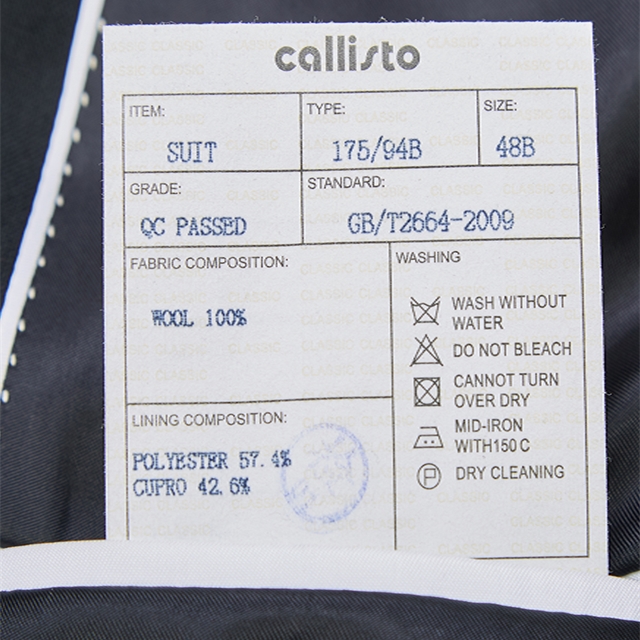 callisto
ITEM:
SUIT
TYPE:
175/94B
SIZE:
48B
GRADE:
QC PASSED
STANDARD:
GB/T2664-2009
FABRIC COMPOSITION:
WOOL 100%
LINING COMPOSITION:
POLYESTER 57.4%
CUPRO 42.6%
WASHING
WASH WITHOUT
WATER
DO NOT BLEACH
CANNOT TURN
OVER DRY
MID-IRON
WITH150C
P
DRY CLEANING